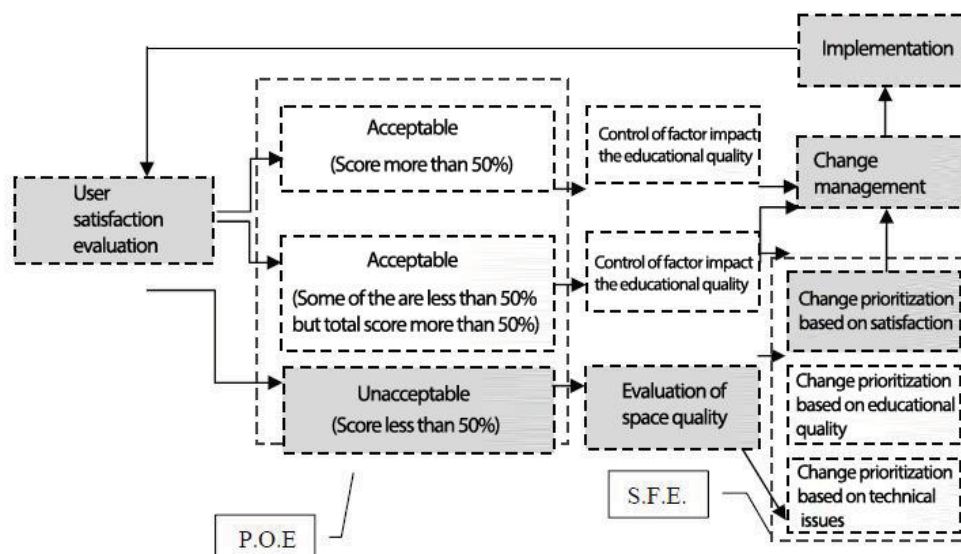 Implementation
Acceptable
(Score more than 50%)
Control of factor impact
the educational quality
Change
management
User
satisfaction
evaluation
Acceptable
(Some of the are less than 50%
but total score more than 50%)
Control of factor impact
the educational quality
Change prioritization
based on satisfaction
Unacceptable
(Score less than 50%)
Evaluation of
space quality
Change prioritization
based on educational
quality
Change prioritization
based on technical
issues
P.O.E
S.F.E.